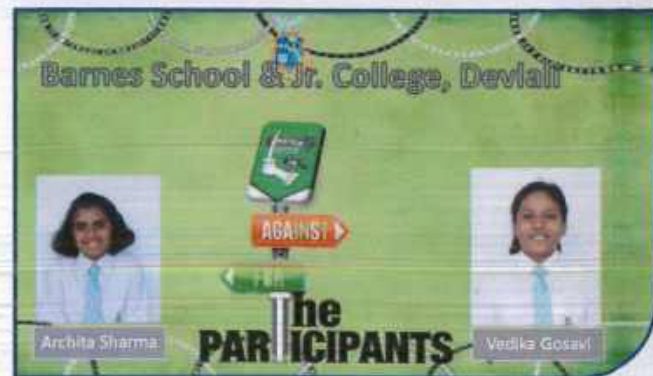 Barnes School & Jr. College, Devlali
AGAINST
The
PARTICIPANTS
Archita Sharma
Vedika Gosavi